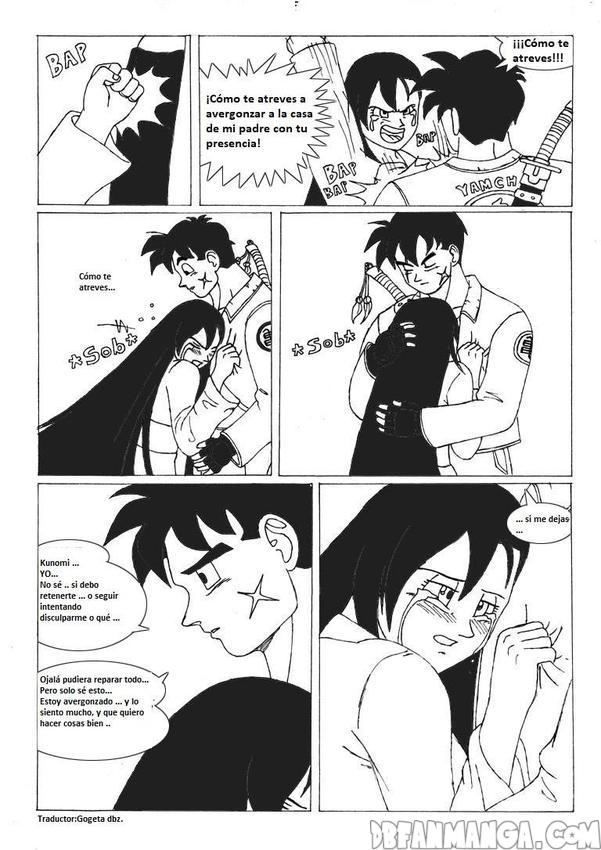 BAP
¡Cómo te atreves a
avergonzar a la casa
de mi padre con tu
presencia!
¡¡¡Cómo te
atreves!!!
BAP
BAP
BAP
YAMCH
Cómo te
atreves...
*Sob*
*Sob*
Kunomi ...
YO...
No sé .. si debo
retenerte ... o seguir
intentando
disculparme o qué ...
Ojalá pudiera reparar todo...
Pero solo sé esto...
Estoy avergonzado ... y lo
siento mucho, y que quiero
hacer cosas bien ..
... si me dejas
...
Traductor:Gogeta dbz.
DBFANMANGA.COM